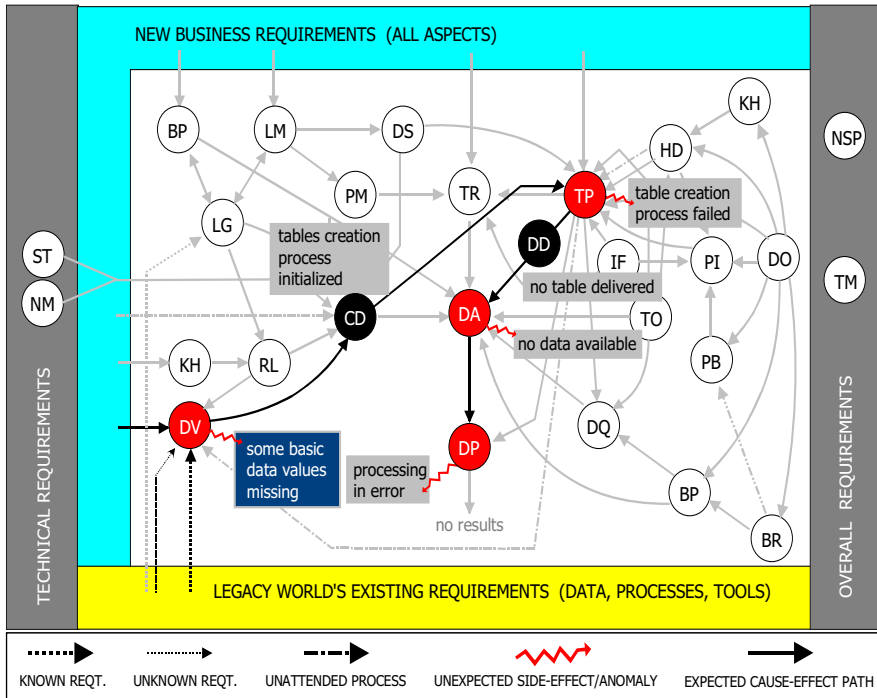 NEW BUSINESS REQUIREMENTS (ALL ASPECTS)
TECHNICAL REQUIREMENTS
OVERALL REQUIREMENTS
KH
BP
LM
DS
HD
NSP
PM
TR
TP
table creation
process failed
LG
tables creation
process
initialized
DD
ST
IF
PI
DO
no table delivered
TM
NM
CD
DA
TO
no data available
KH
RL
PB
DV
DQ
some basic
data values
missing
DP
processing
in error
BP
no results
BR
LEGACY WORLD'S EXISTING REQUIREMENTS (DATA, PROCESSES, TOOLS)
KNOWN REQT.
UNKNOWN REQT.
UNATTENDED PROCESS
UNEXPECTED SIDE-EFFECT/ANOMALY
EXPECTED CAUSE-EFFECT PATH